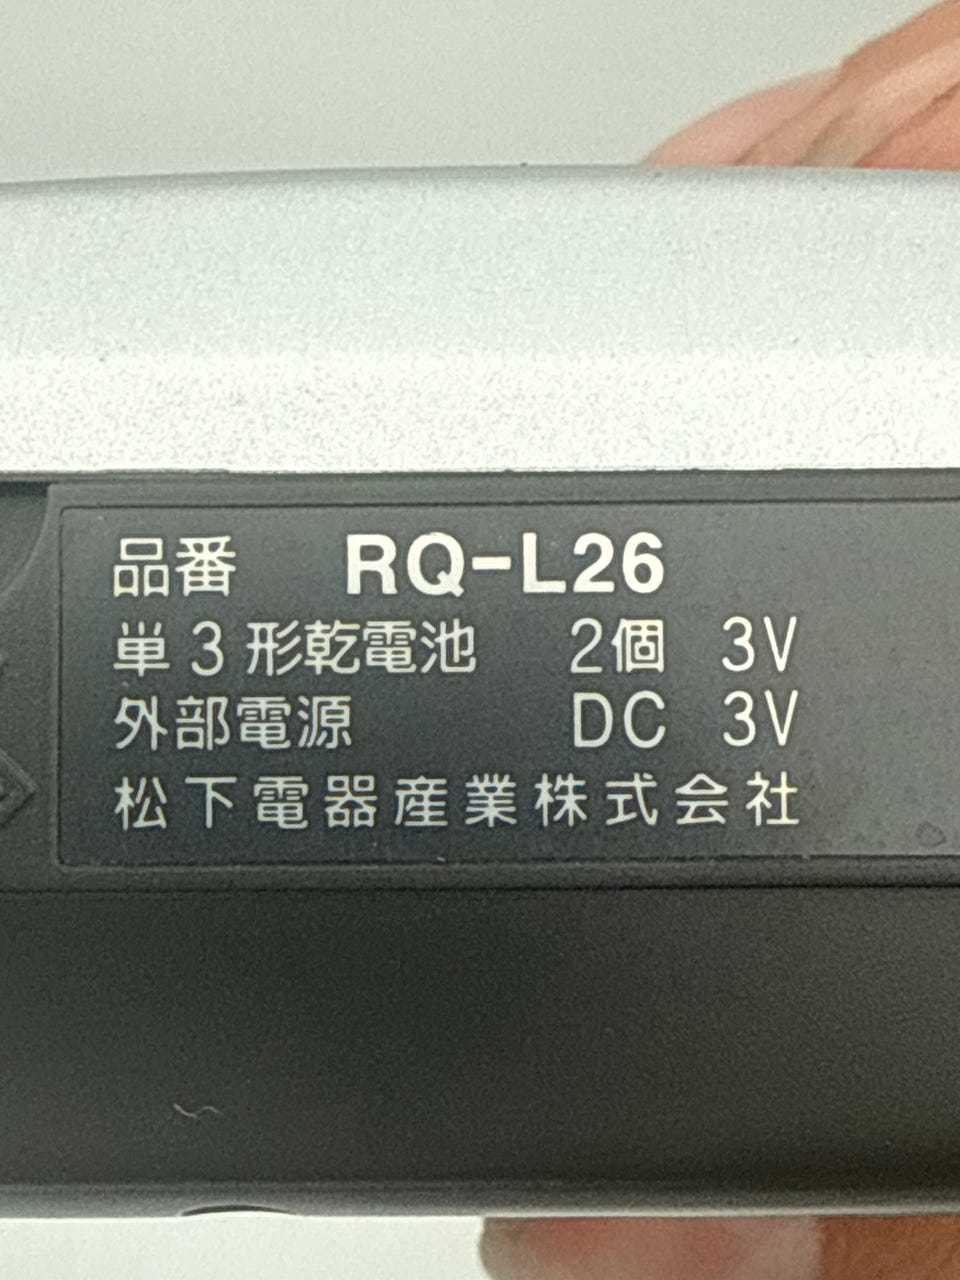 品番 RQ-L26
単3形乾電池 2個 3V
外部電源 DC 3V
松下電器産業株式会社